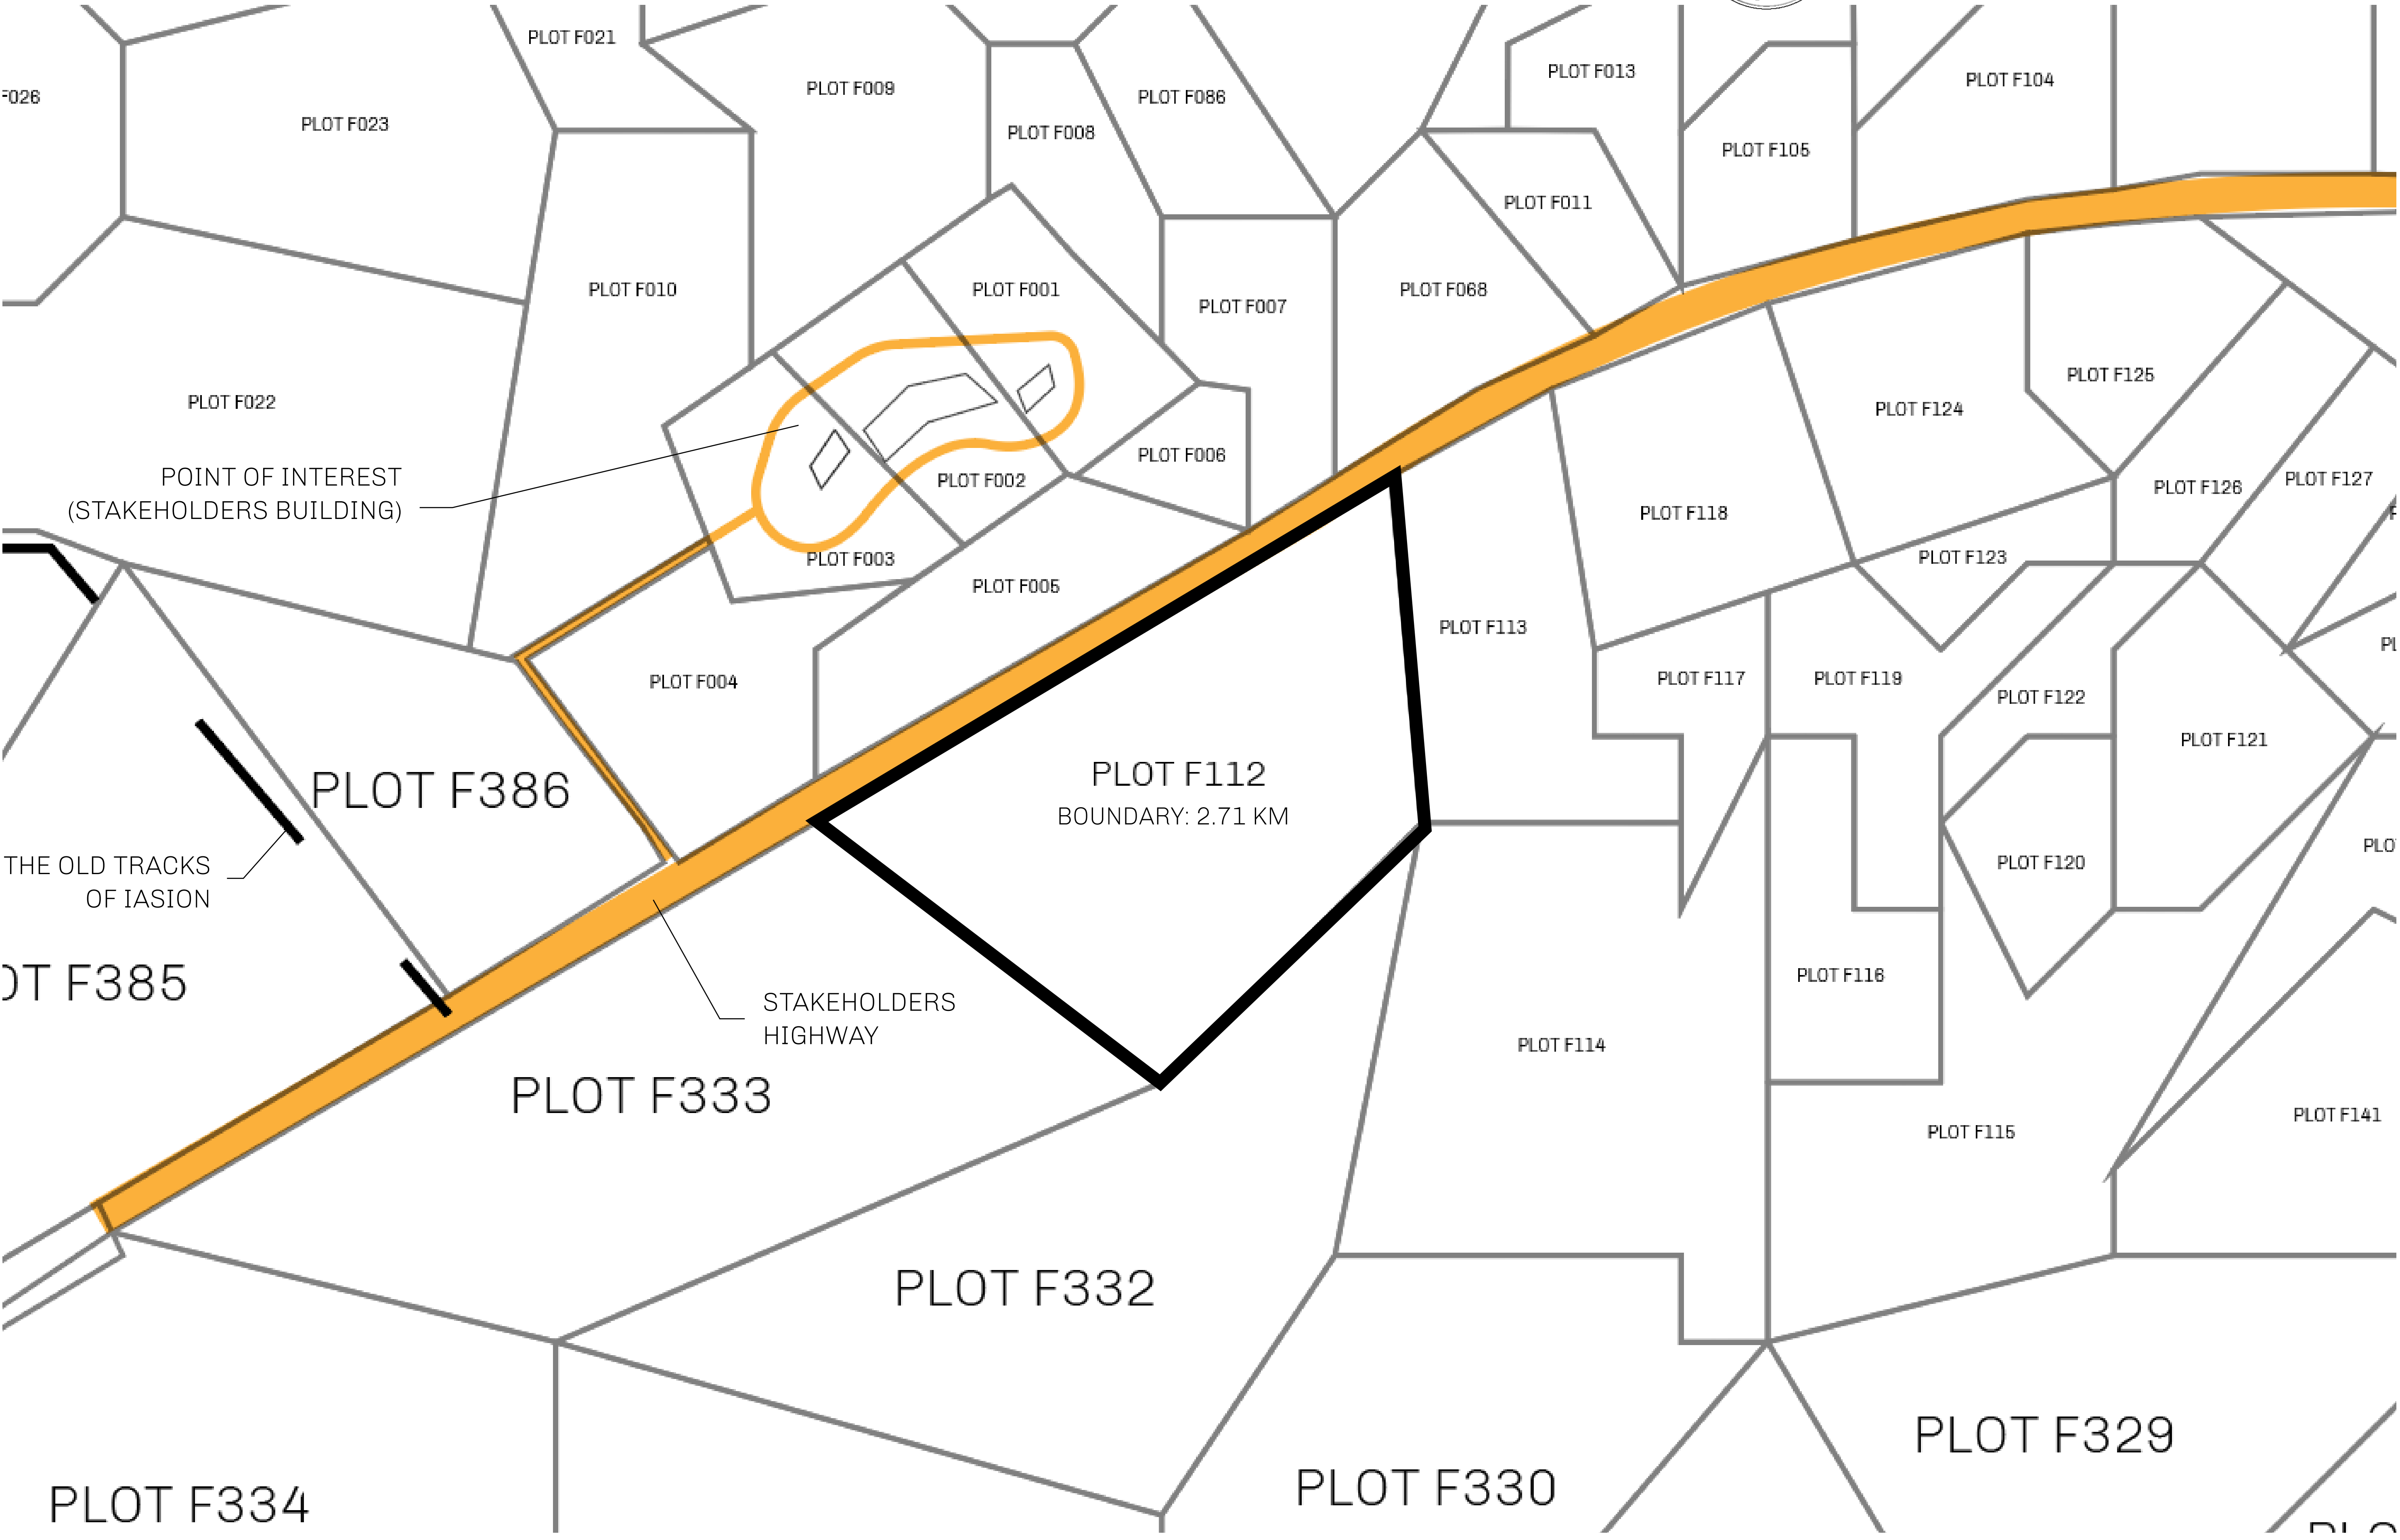 PLOT F021
PLOT F009
PLOT F013
PLOT F104
F026
PLOT F086
PLOT F023
PLOT F008
PLOT F105
PLOT F011
PLOT F010
PLOT F001
PLOT F007
PLOT F068
PLOT F125
PLOT F022
PLOT F124
PLOT F006
POINT OF INTEREST
(STAKEHOLDERS BUILDING)
PLOT F002
PLOT F127
PLOT F126
PLOT F118
PLOT F003
PLOT F123
PLOT F005
PLOT F113
PLOT F004
PLOT F117
PLOT F119
PLOT F122
PLOT F121
PLOT F112
BOUNDARY: 2.71 KM
PLOT F386
THE OLD TRACKS
OF IASION
PLOT F120
OT F385
PLOT F116
STAKEHOLDERS
HIGHWAY
PLOT F114
PLOT F333
PLOT F141
PLOT F115
PLOT F332
PLOT F329
PLOT F330
PLOT F334